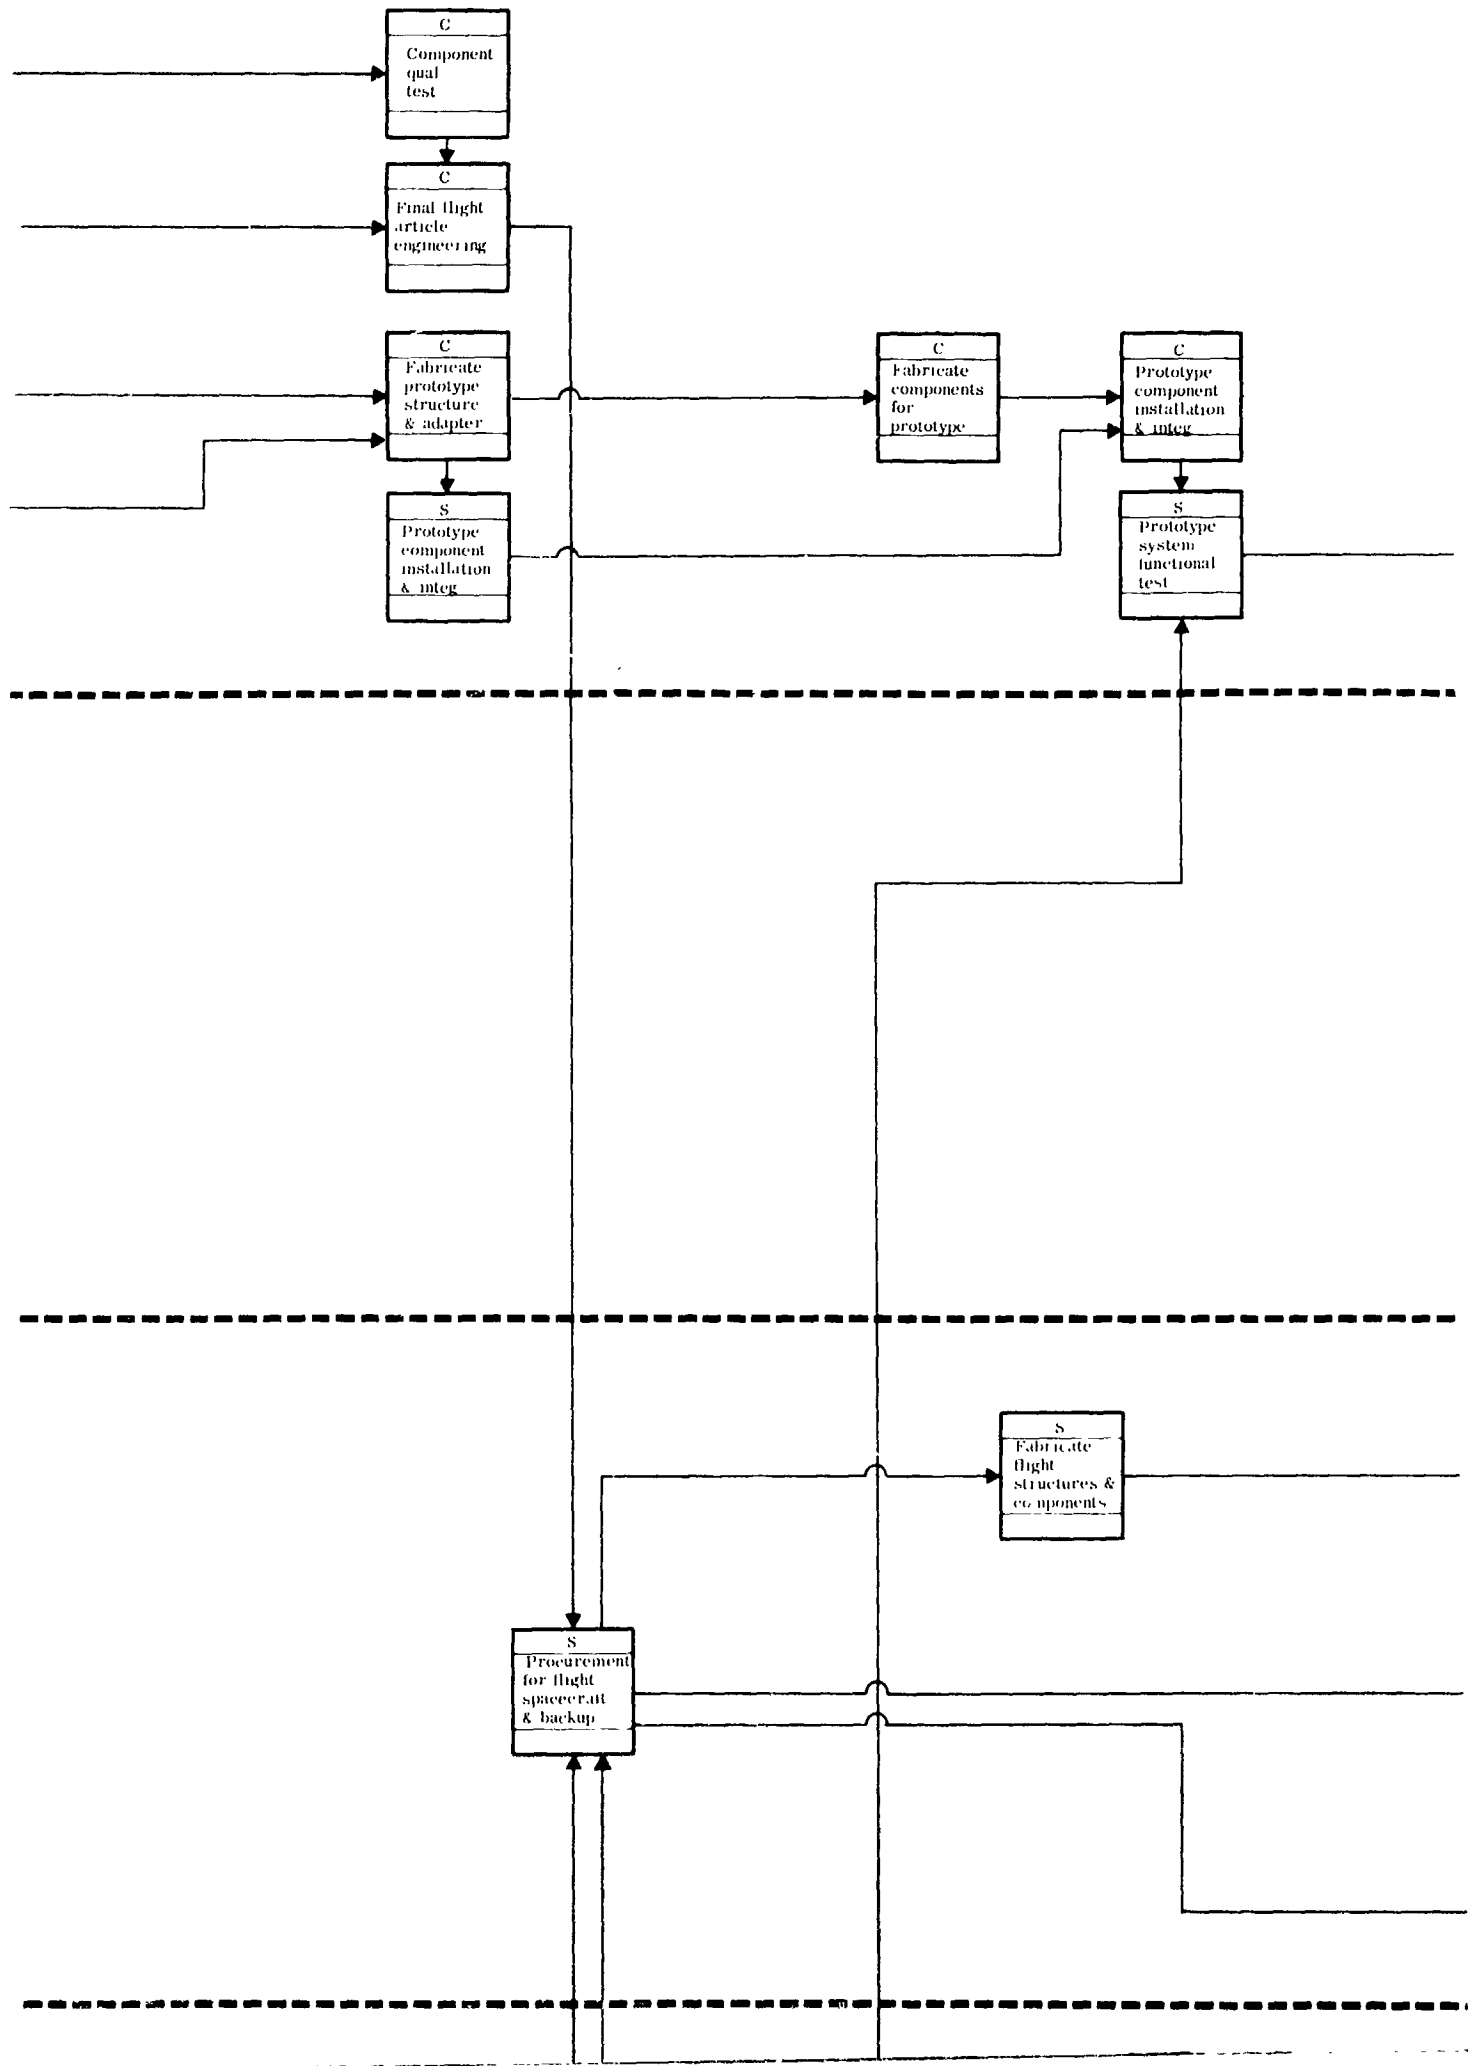 C
Component
qual
test
C
Final flight
article
engineering
C
Fabricate
prototype
structure
& adapter
S
Prototype
component
installation
& integ
C
Fabricate
components
for
prototype
C
Prototype
component
installation
& integ
S
Prototype
system
functional
test
S
Fabricate
flight
structures &
components
S
Procurement
for flight
spacecraft
& backup